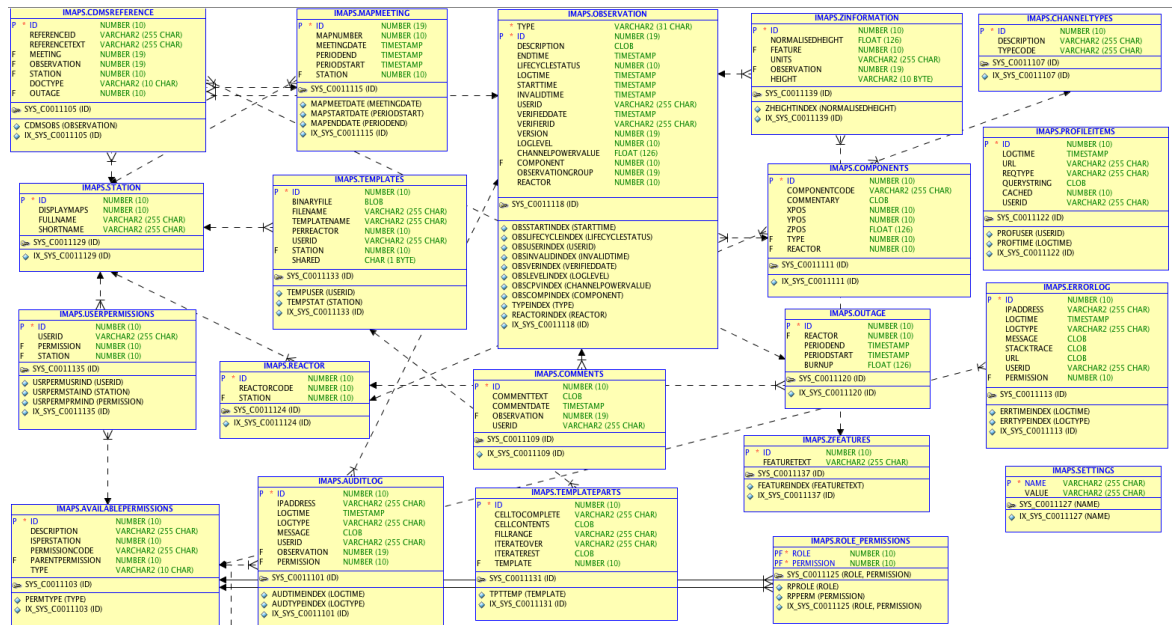 IMAPS.CDMSREFERENCE
P * ID NUMBER (10)
REFERENCEID VARCHAR2 (255 CHAR)
REFERENCETEXT VARCHAR2 (255 CHAR)
F MEETING NUMBER (19)
F OBSERVATION NUMBER (19)
F STATION NUMBER (10)
DOCTYPE VARCHAR2 (10 CHAR)
F OUTAGE NUMBER (10)
SYS_C0011105 (ID)
CDMSOBS (OBSERVATION)
IX_SYS_C0011105 (ID)
IMAPS.MAPMEETING
P * ID NUMBER (19)
MAPNUMBER NUMBER (10)
MEETINGDATE TIMESTAMP
PERIODEND TIMESTAMP
PERIODSTART TIMESTAMP
F STATION NUMBER (10)
SYS_C0011115 (ID)
MAPMEETDATE (MEETINGDATE)
MAPSTARTDATE (PERIODSTART)
MAPENDDATE (PERIODEND)
IX_SYS_C0011115 (ID)
IMAPS.OBSERVATION
* TYPE VARCHAR2 (31 CHAR)
P * ID NUMBER (19)
DESCRIPTION CLOB
ENDTIME TIMESTAMP
LIFECYCLESTATUS NUMBER (10)
LOGTIME TIMESTAMP
STARTTIME TIMESTAMP
INVALIDTIME TIMESTAMP
USERID VARCHAR2 (255 CHAR)
VERIFIEDDATE TIMESTAMP
VERIFIERID VARCHAR2 (255 CHAR)
VERSION NUMBER (19)
LOGLEVEL NUMBER (10)
CHANNELPOWERVALUE FLOAT (126)
F COMPONENT NUMBER (10)
OBSERVATIONGROUP NUMBER (19)
REACTOR NUMBER (10)
SYS_C0011118 (ID)
OBSSTARTINDEX (STARTTIME)
OBSLIFECYCLEINDEX (LIFECYCLESTATUS)
OBSUSERINDEX (USERID)
OBSINVALIDINDEX (INVALIDTIME)
OBSVERINDEX (VERIFIEDDATE)
OBSLEVELINDEX (LOGLEVEL)
OBSCPVINDEX (CHANNELPOWERVALUE)
OBSCOMPINDEX (COMPONENT)
TYPEINDEX (TYPE)
REACTORINDEX (REACTOR)
IX_SYS_C0011118 (ID)
IMAPS.ZINFORMATION
P * ID NUMBER (10)
NORMALISEDHEIGHT FLOAT (126)
F FEATURE NUMBER (10)
UNITS VARCHAR2 (255 CHAR)
F OBSERVATION NUMBER (19)
HEIGHT VARCHAR2 (10 BYTE)
SYS_C0011139 (ID)
ZHEIGHTINDEX (NORMALISEDHEIGHT)
IX_SYS_C0011139 (ID)
IMAPS.CHANNELTYPES
P * ID NUMBER (10)
DESCRIPTION VARCHAR2 (255 CHAR)
TYPECODE VARCHAR2 (255 CHAR)
SYS_C0011107 (ID)
IX_SYS_C0011107 (ID)
IMAPS.STATION
P * ID NUMBER (10)
DISPLAYMAPS NUMBER (10)
FULLNAME VARCHAR2 (255 CHAR)
SHORTNAME VARCHAR2 (255 CHAR)
SYS_C0011129 (ID)
IX_SYS_C0011129 (ID)
IMAPS.TEMPLATES
P * ID NUMBER (10)
BINARYFILE BLOB
FILENAME VARCHAR2 (255 CHAR)
TEMPLATENAME VARCHAR2 (255 CHAR)
PERREACTOR NUMBER (10)
USERID VARCHAR2 (255 CHAR)
F STATION NUMBER (10)
SHARED CHAR (1 BYTE)
SYS_C0011133 (ID)
TEMPUSER (USERID)
TEMPSTAT (STATION)
IX_SYS_C0011133 (ID)
IMAPS.COMPONENTS
P * ID NUMBER (10)
COMPONENTCODE VARCHAR2 (255 CHAR)
COMMENTARY CLOB
XPOS NUMBER (10)
YPOS NUMBER (10)
ZPOS FLOAT (126)
F TYPE NUMBER (10)
F REACTOR NUMBER (10)
SYS_C0011111 (ID)
IX_SYS_C0011111 (ID)
IMAPS.PROFILEITEMS
P * ID NUMBER (10)
LOGTIME TIMESTAMP
URL VARCHAR2 (255 CHAR)
REQTYPE VARCHAR2 (255 CHAR)
QUERYSTRING CLOB
CACHED NUMBER (10)
USERID VARCHAR2 (255 CHAR)
SYS_C0011122 (ID)
PROFUSER (USERID)
PROFTIME (LOGTIME)
IX_SYS_C0011122 (ID)
IMAPS.USERPERMISSIONS
P * ID NUMBER (10)
USERID VARCHAR2 (255 CHAR)
F PERMISSION NUMBER (10)
F STATION NUMBER (10)
SYS_C0011135 (ID)
USRPERMUSRIND (USERID)
USRPERMSTAIND (STATION)
USRPERMPRMIND (PERMISSION)
IX_SYS_C0011135 (ID)
IMAPS.REACTOR
P * ID NUMBER (10)
REACTORCODE NUMBER (10)
F STATION NUMBER (10)
SYS_C0011124 (ID)
IX_SYS_C0011124 (ID)
IMAPS.COMMENTS
P * ID NUMBER (10)
COMMENTTEXT CLOB
COMMENTDATE TIMESTAMP
F OBSERVATION NUMBER (19)
USERID VARCHAR2 (255 CHAR)
SYS_C0011109 (ID)
IX_SYS_C0011109 (ID)
IMAPS.OUTAGE
P * ID NUMBER (10)
F REACTOR NUMBER (10)
PERIODEND TIMESTAMP
PERIODSTART TIMESTAMP
BURNUP FLOAT (126)
SYS_C0011120 (ID)
IX_SYS_C0011120 (ID)
IMAPS.ERRORLOG
P * ID NUMBER (10)
IPADDRESS VARCHAR2 (255 CHAR)
LOGTIME TIMESTAMP
LOGTYPE VARCHAR2 (255 CHAR)
MESSAGE CLOB
STACKTRACE CLOB
URL CLOB
USERID VARCHAR2 (255 CHAR)
F PERMISSION NUMBER (10)
SYS_C0011113 (ID)
ERRTIMEINDEX (LOGTIME)
ERRTYPEINDEX (LOGTYPE)
IX_SYS_C0011113 (ID)
IMAPS.ZFEATURES
P * ID NUMBER (10)
FEATURETEXT VARCHAR2 (255 CHAR)
SYS_C0011137 (ID)
FEATUREINDEX (FEATURETEXT)
IX_SYS_C0011137 (ID)
IMAPS.SETTINGS
P * NAME VARCHAR2 (255 CHAR)
VALUE VARCHAR2 (255 CHAR)
SYS_C0011127 (NAME)
IX_SYS_C0011127 (NAME)
IMAPS.AVAILABLEPERMISSIONS
P * ID NUMBER (10)
DESCRIPTION VARCHAR2 (255 CHAR)
ISPERSTATION NUMBER (10)
PERMISSIONCODE VARCHAR2 (255 CHAR)
F PARENTPERMISSION NUMBER (10)
TYPE VARCHAR2 (10 CHAR)
SYS_C0011103 (ID)
PERMTYPE (TYPE)
IX_SYS_C0011103 (ID)
IMAPS.AUDITLOG
P * ID NUMBER (10)
IPADDRESS VARCHAR2 (255 CHAR)
LOGTIME TIMESTAMP
LOGTYPE VARCHAR2 (255 CHAR)
MESSAGE CLOB
USERID VARCHAR2 (255 CHAR)
F OBSERVATION NUMBER (19)
F PERMISSION NUMBER (10)
SYS_C0011101 (ID)
AUDTIMEINDEX (LOGTIME)
AUDTYPEINDEX (LOGTYPE)
IX_SYS_C0011101 (ID)
IMAPS.TEMPLATEPARTS
P * ID NUMBER (10)
CELLTOCOMPLETE VARCHAR2 (255 CHAR)
CELLCONTENTS CLOB
FILLRANGE VARCHAR2 (255 CHAR)
ITERATEOVER VARCHAR2 (255 CHAR)
ITERATEREST CLOB
F TEMPLATE NUMBER (10)
SYS_C0011131 (ID)
TPTTEMP (TEMPLATE)
IX_SYS_C0011131 (ID)
IMAPS.ROLE_PERMISSIONS
PF * ROLE NUMBER (10)
PF * PERMISSION NUMBER (10)
SYS_C0011125 (ROLE, PERMISSION)
RPROLE (ROLE)
RPPERM (PERMISSION)
IX_SYS_C0011125 (ROLE, PERMISSION)